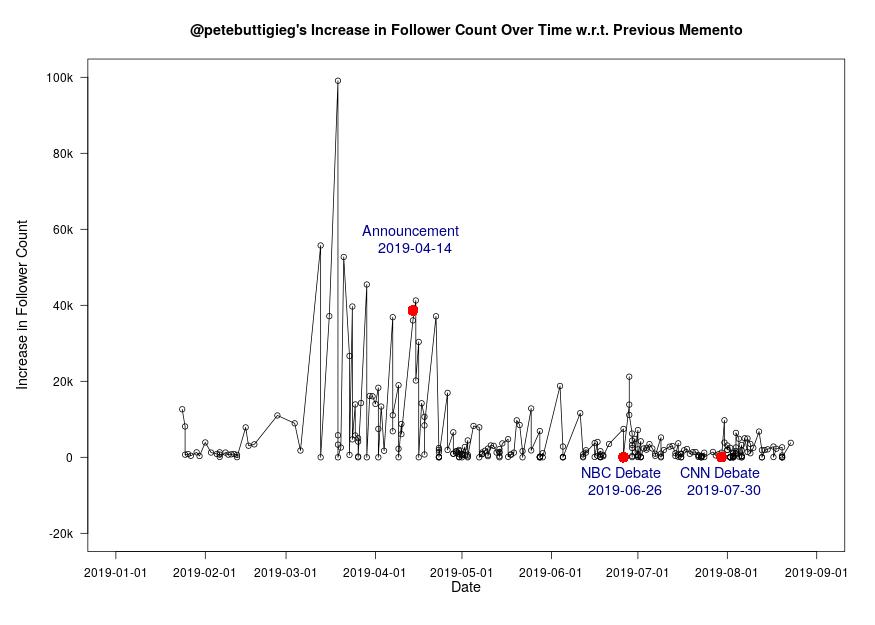 @petebuttigieg's Increase in Follower Count Over Time w.r.t. Previous Memento
Increase in Follower Count
100k
80k
60k
40k
20k
0
-20k
Announcement
2019-04-14
NBC Debate
2019-06-26
CNN Debate
2019-07-30
2019-01-01 2019-02-01 2019-03-01 2019-04-01 2019-05-01 2019-06-01 2019-07-01 2019-08-01 2019-09-01
Date